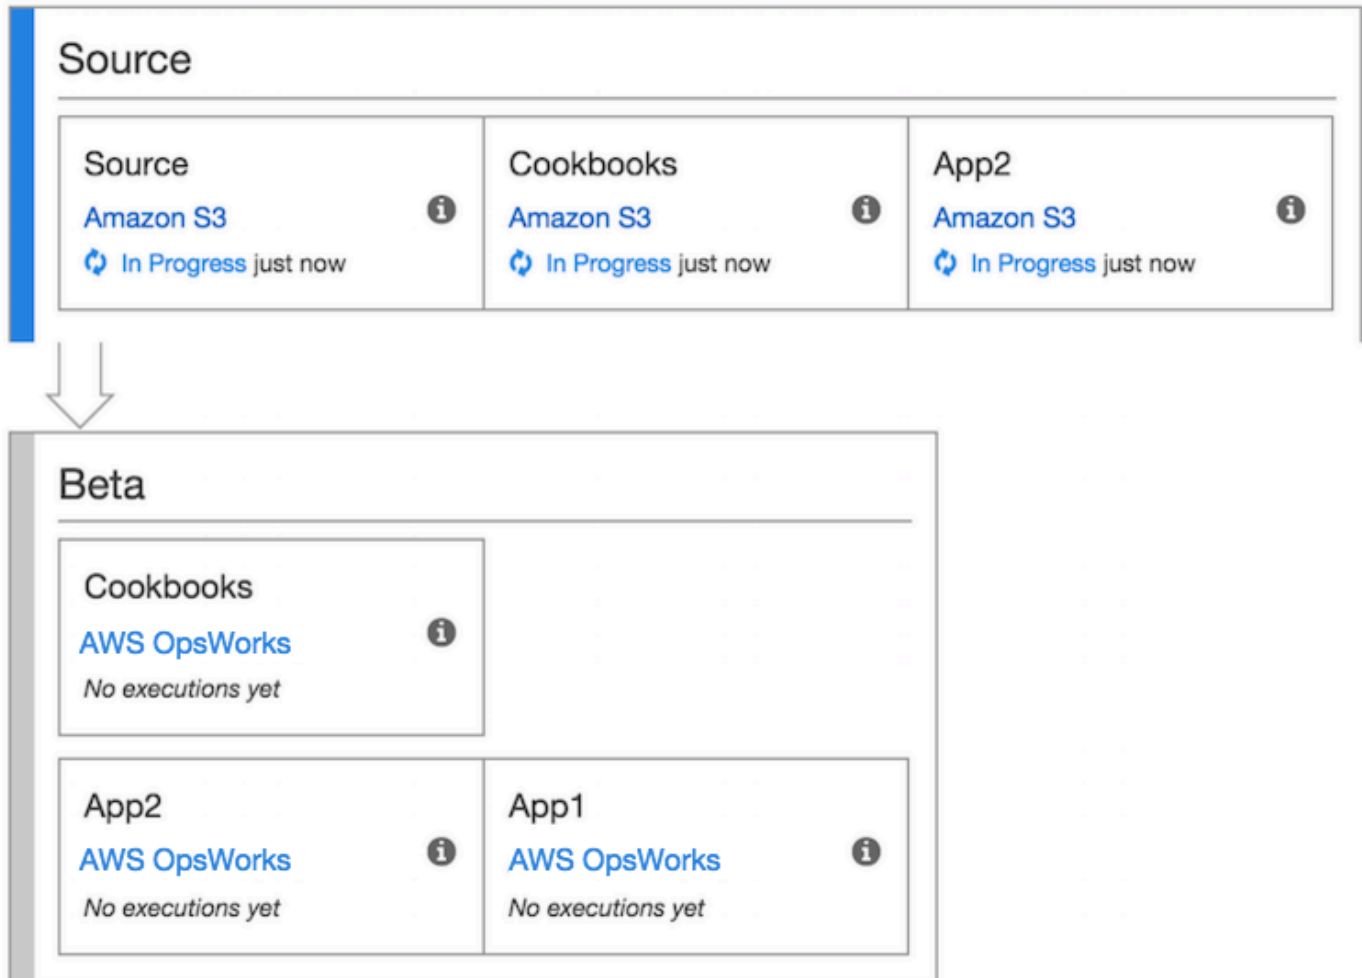 Source
Source
Amazon S3
In Progress just now
Cookbooks
Amazon S3
In Progress just now
App2
Amazon S3
In Progress just now
Beta
Cookbooks
AWS OpsWorks
No executions yet
App2
AWS OpsWorks
No executions yet
App1
AWS OpsWorks
No executions yet